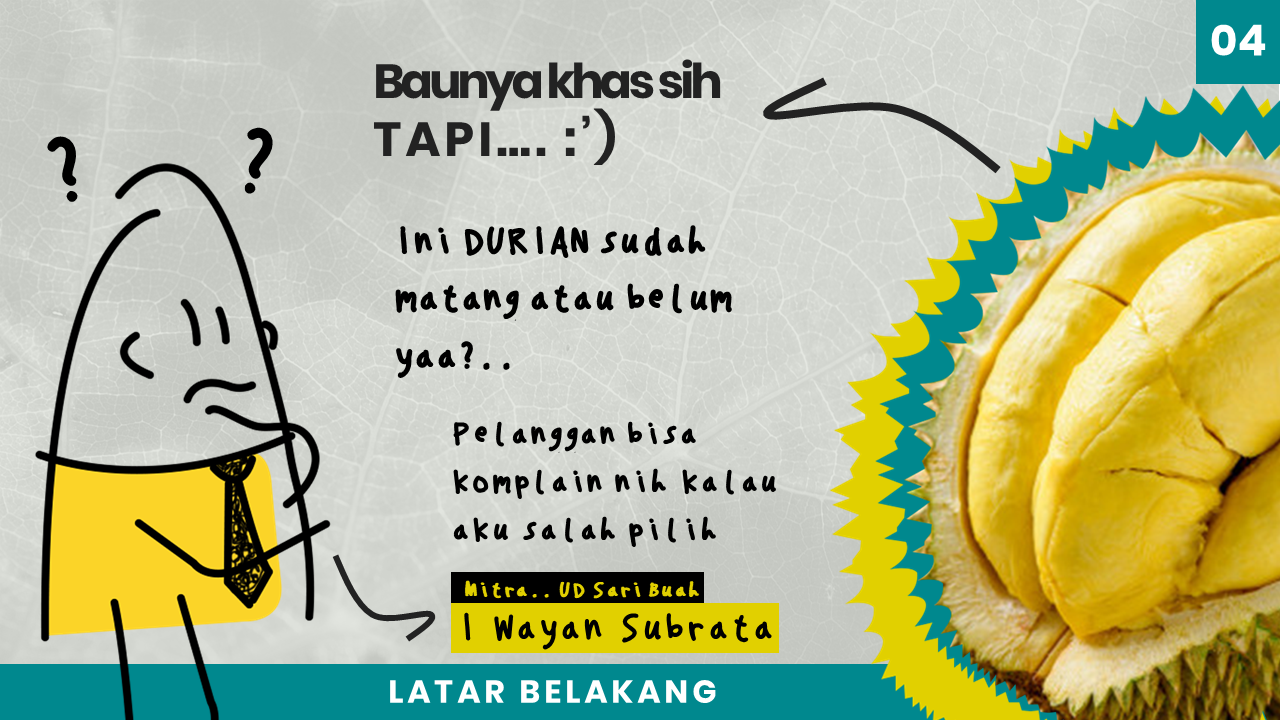 04
Baunya khas sih
TAPI.... :’)
Ini DURIAN sudah
matang atau belum
yaa?..
Pelanggan bisa
komplain nih kalau
aku salah pilih
Mitra.. UD Sari Buah
I Wayan Subrata
LATAR BELAKANG
? ?